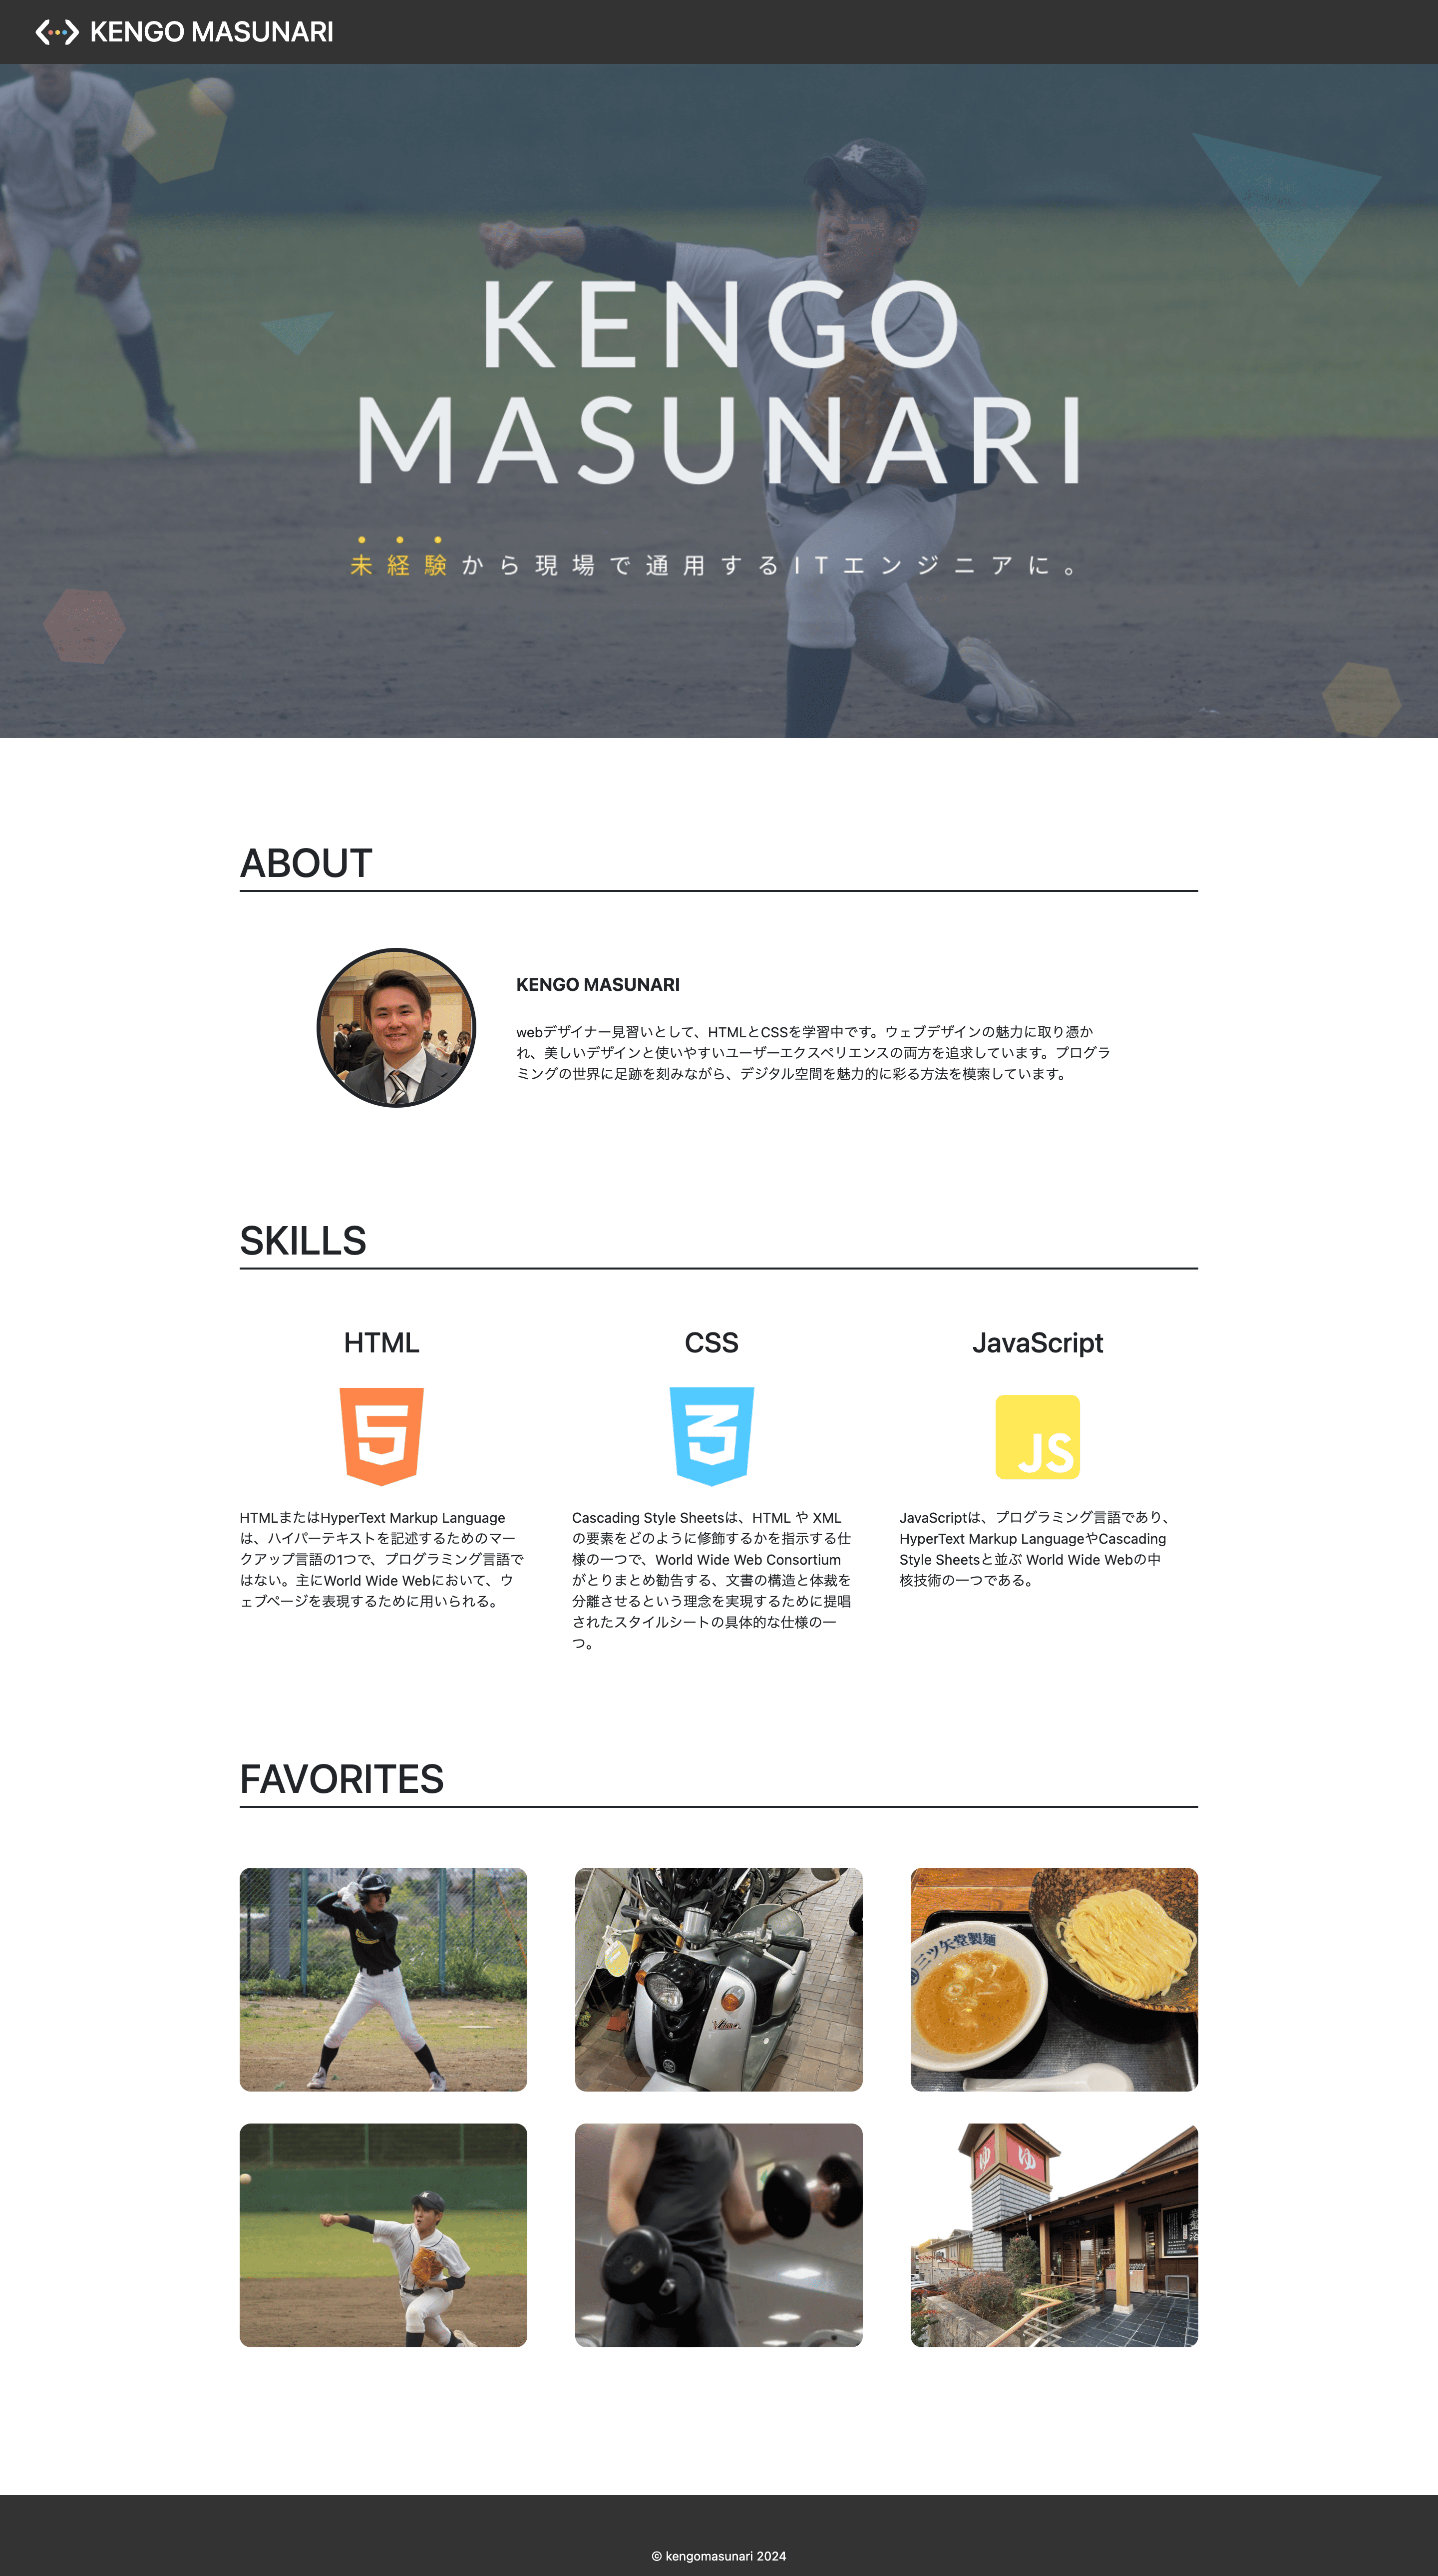 KENGO MASUNARI
KENGO
MASUNARI
未経験から現場で通用するITエンジニアに。
ABOUT
KENGO MASUNARI
webデザイナー見習いとして、HTMLとCSSを学習中です。ウェブデザインの魅力に取り憑か
れ、美しいデザインと使いやすいユーザーエクスペリエンスの両方を追求しています。プログラ
ミングの世界に足跡を刻みながら、デジタル空間を魅力的に彩る方法を模索しています。
SKILLS
HTML
5
HTMLまたはHyperText Markup Language
は、ハイパーテキストを記述するためのマー
クアップ言語の1つで、プログラミング言語で
はない。主にWorld Wide Webにおいて、ウ
ェブページを表現するために用いられる。
CSS
3
Cascading Style Sheetsは、HTML や XML
の要素をどのように修飾するかを指示する仕
様の一つで、World Wide Web Consortium
がとりまとめ勧告する、文書の構造と体裁を
分離させるという理念を実現するために提唱
されたスタイルシートの具体的な仕様の一
つ。
JavaScript
JS
JavaScriptは、プログラミング言語であり、
HyperText Markup LanguageやCascading
Style Sheetsと並ぶ World Wide Webの中
核技術の一つである。
FAVORITES
Vino
三ツ矢堂製麺
N
ゆ
ゆ
岩盤浴
© kengomasunari 2024